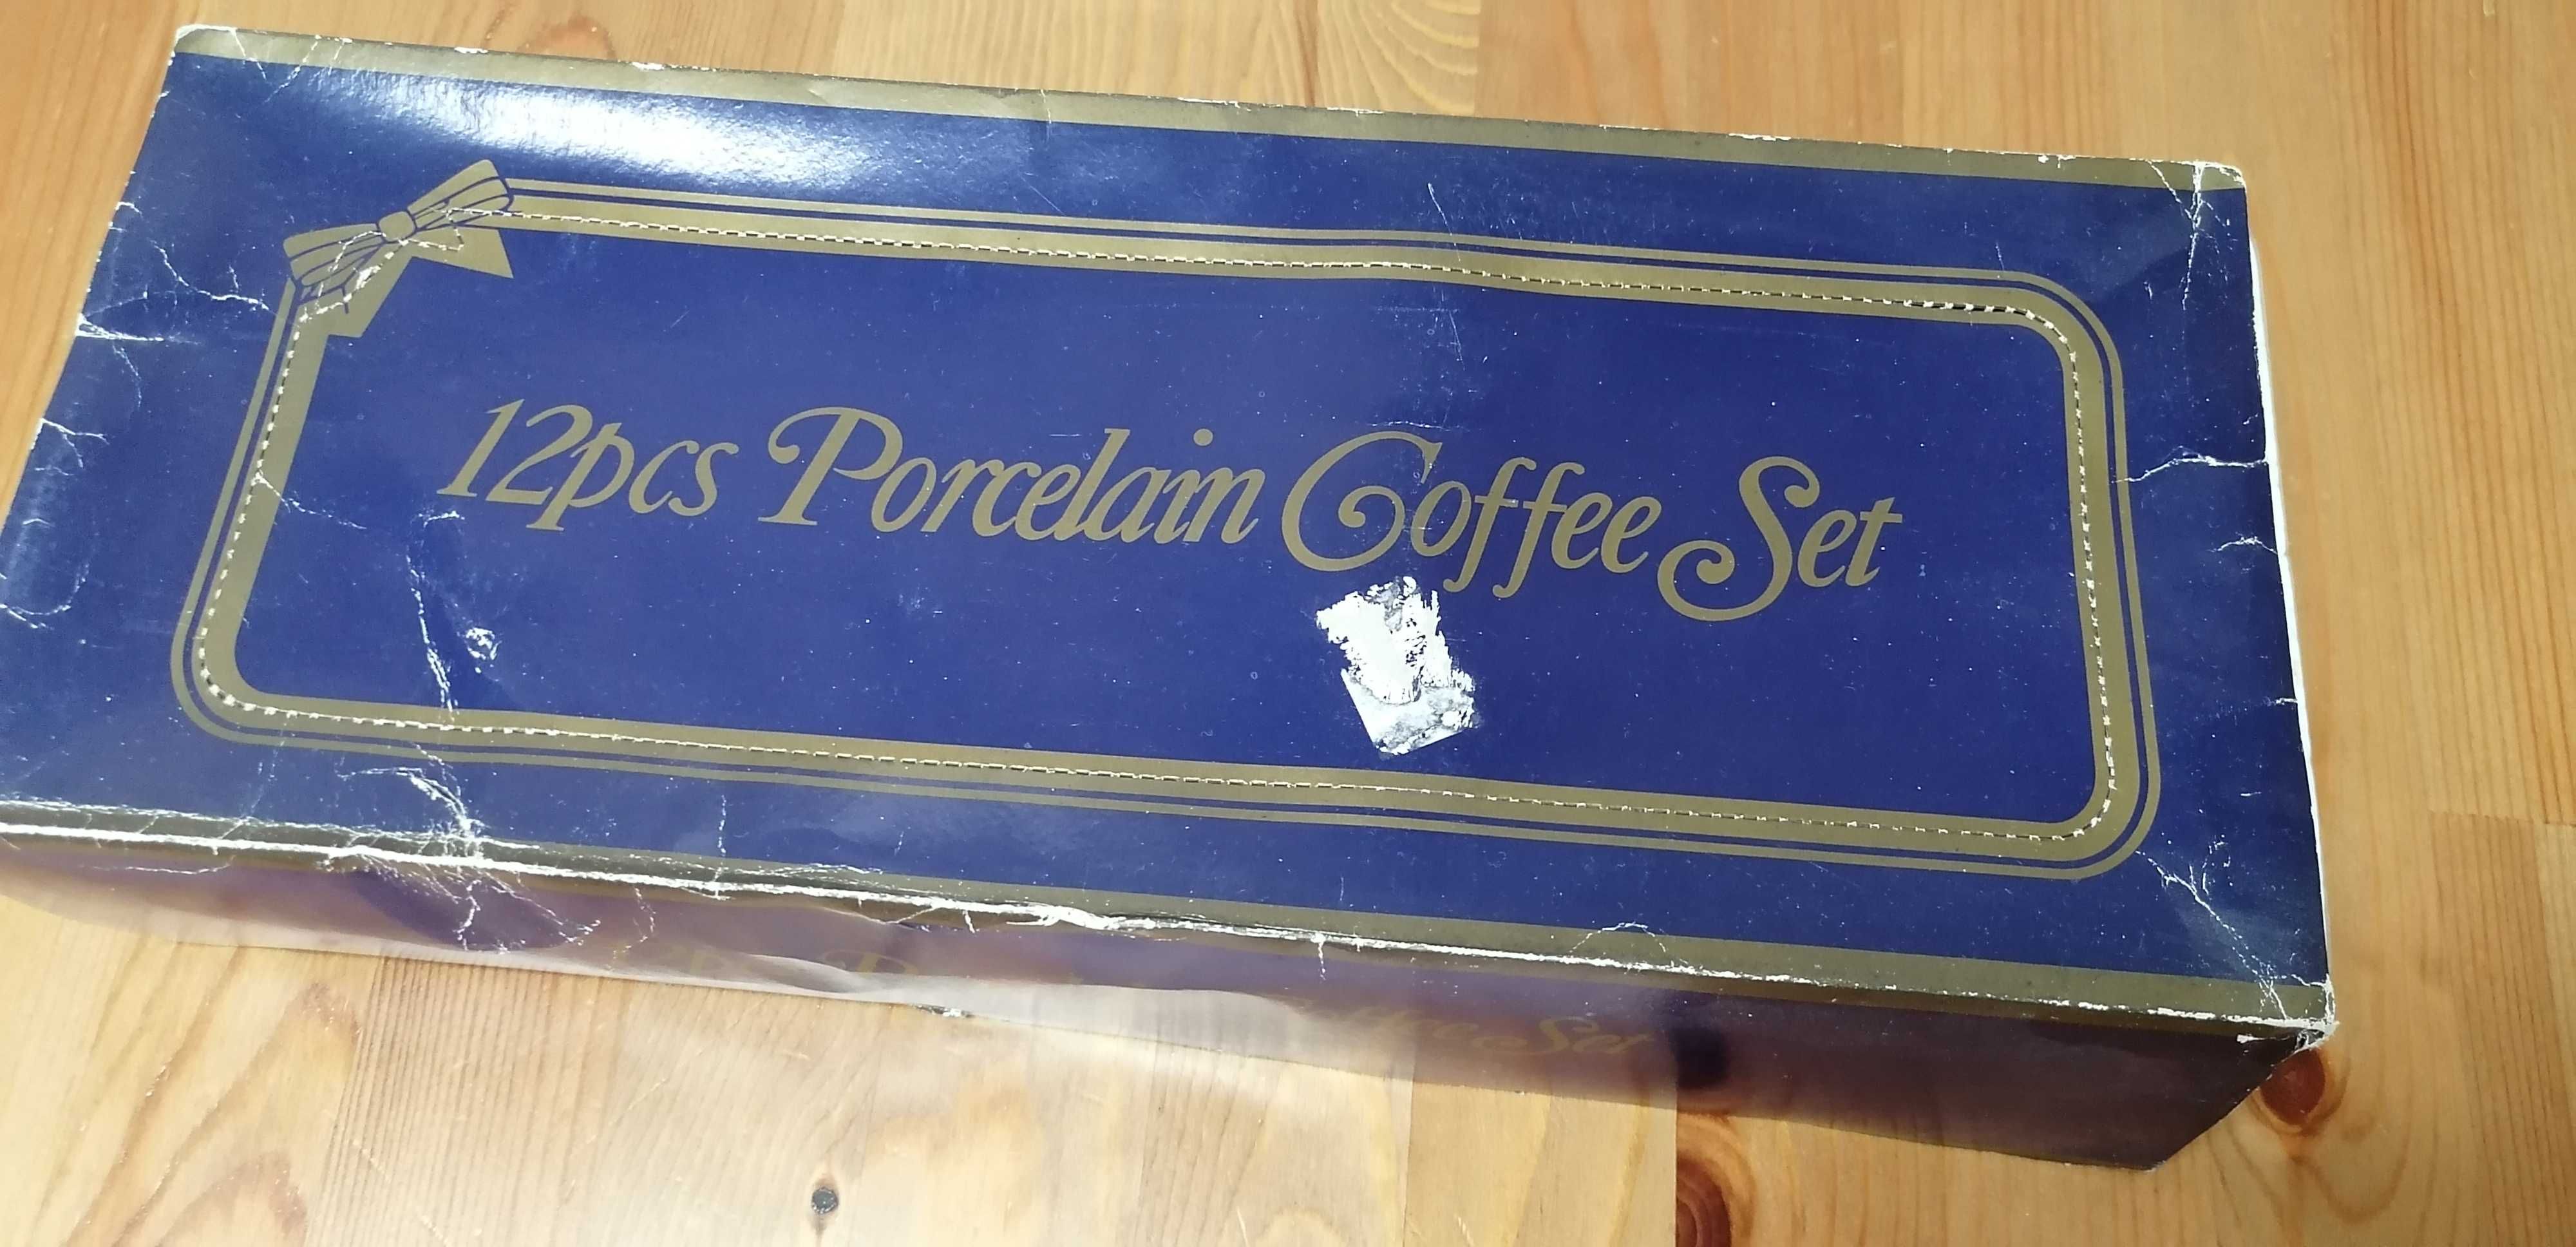 12pcs Porcelain Coffee Set